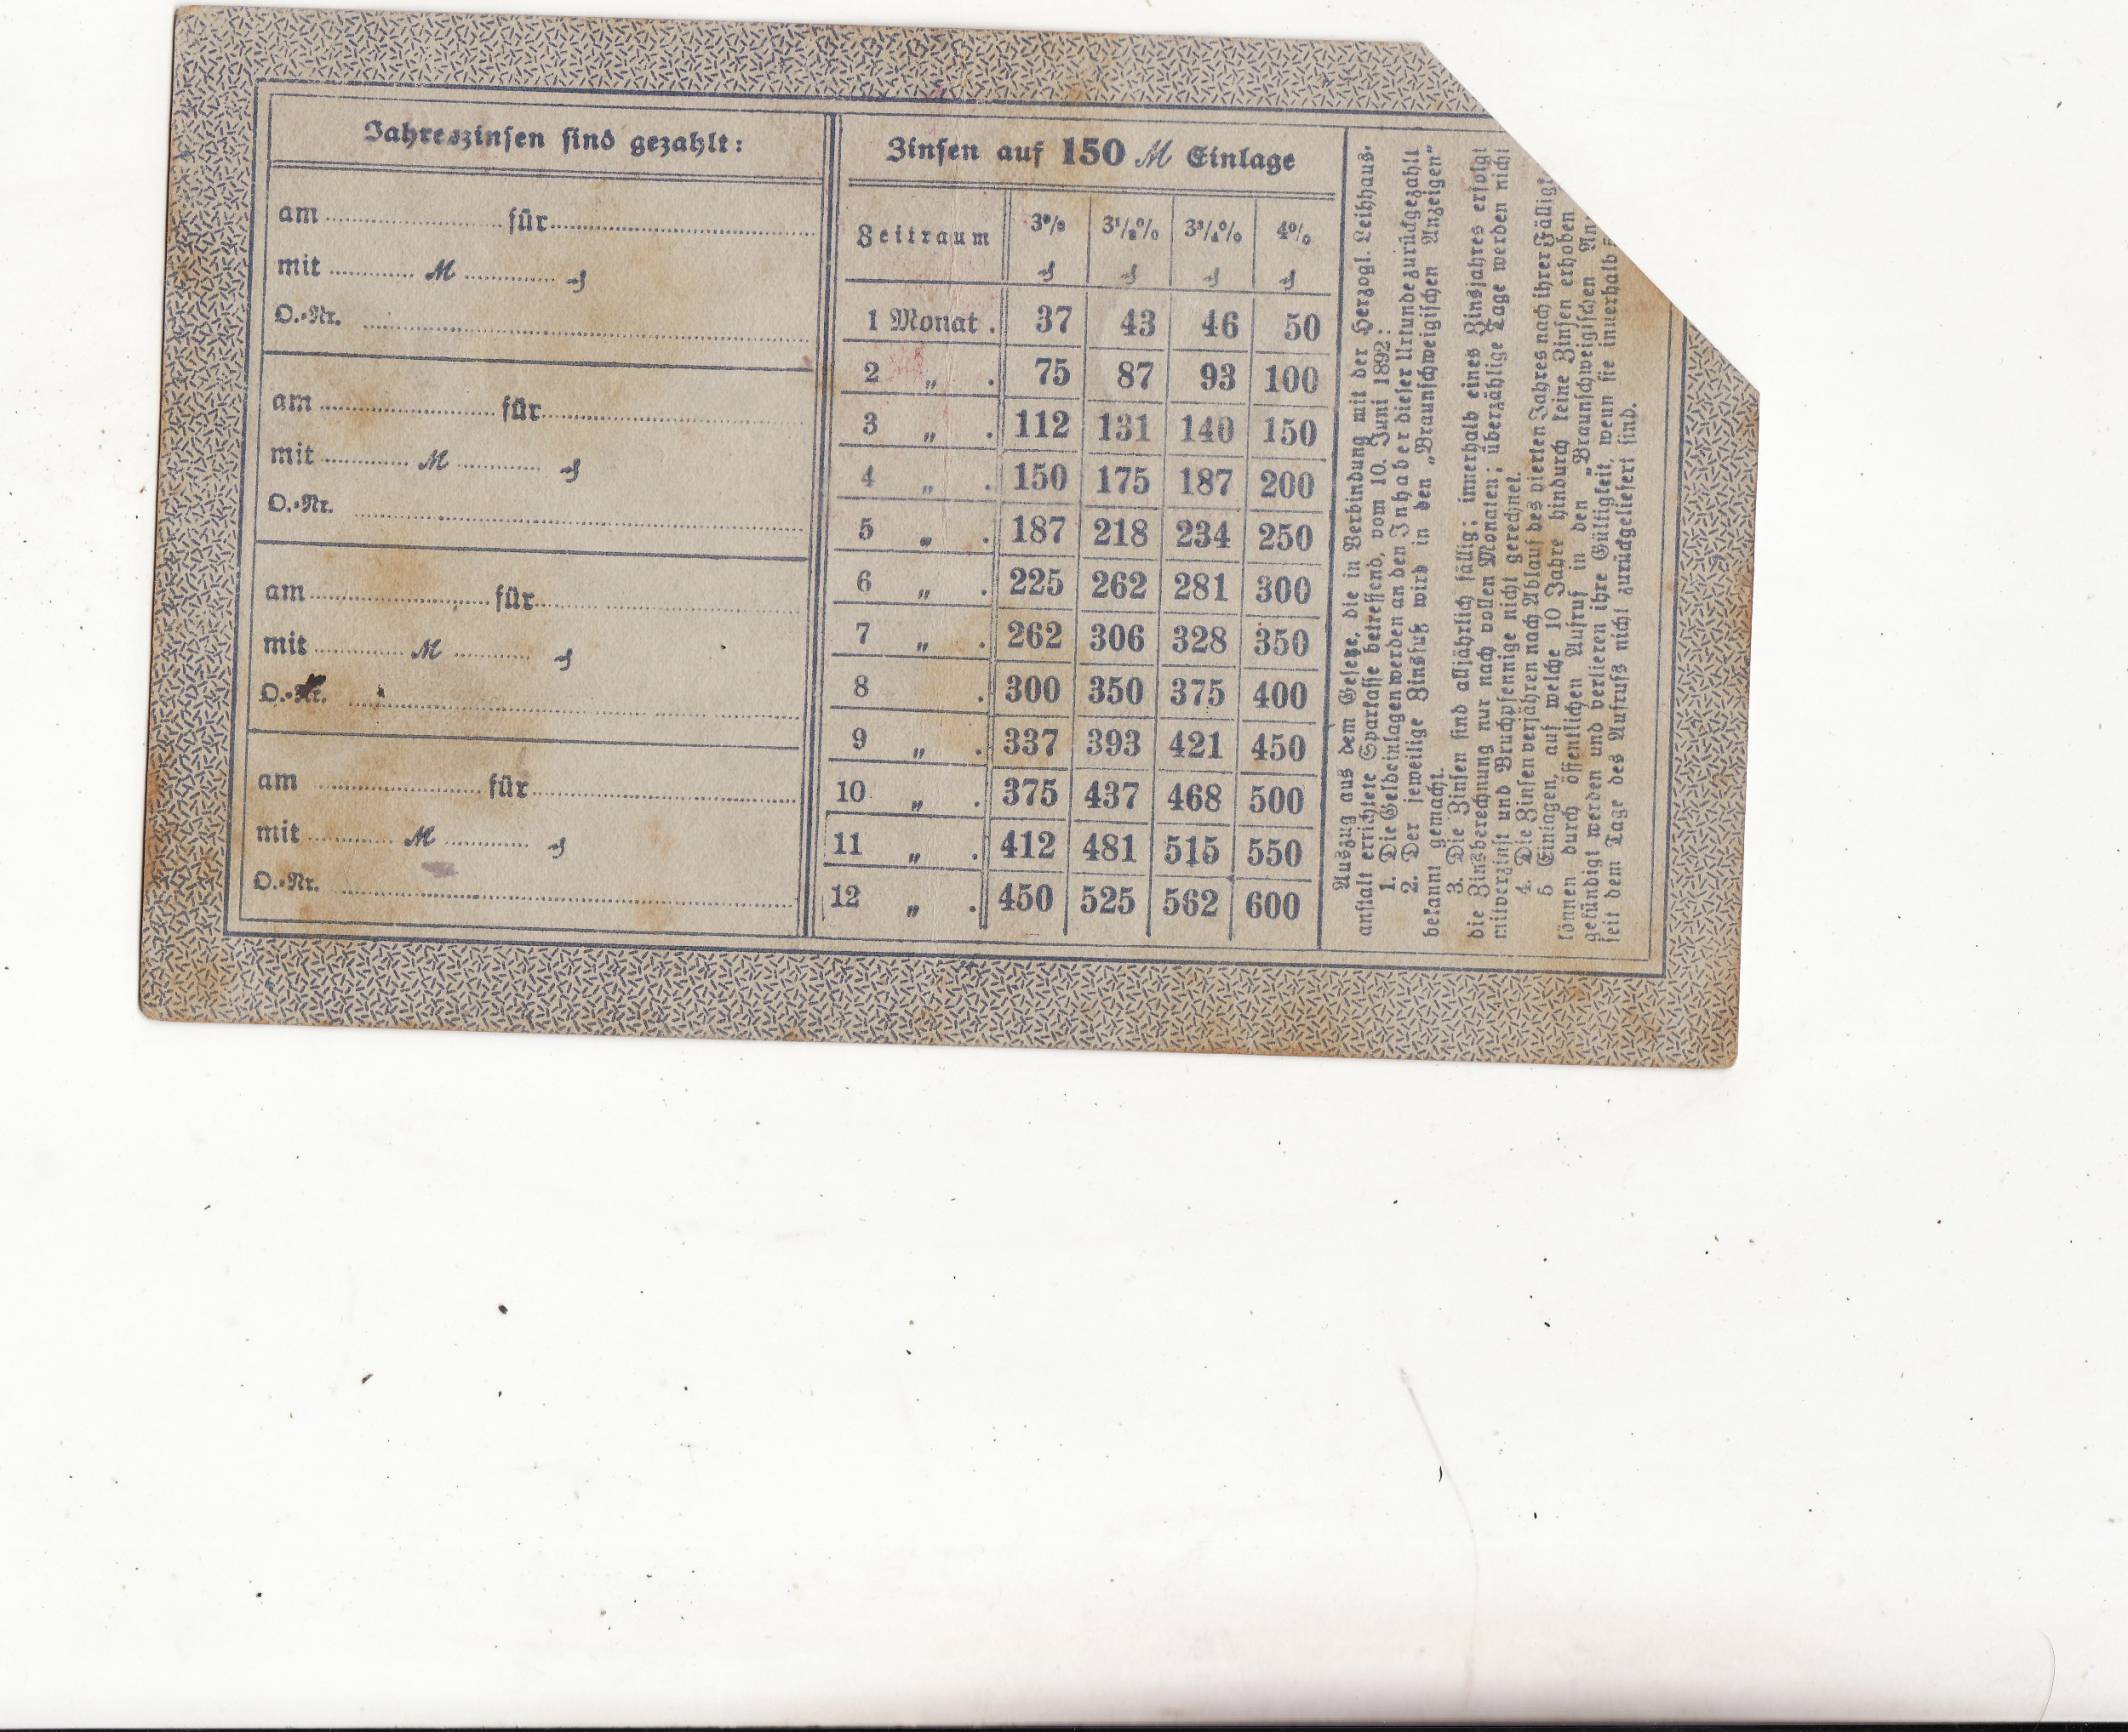 Jahreszinsen sind gezahlt:
am für
mit ℳ ₰
O.-Nr.
am für
mit ℳ ₰
O.-Nr.
am für
mit ℳ ₰
O.-Nr.
am für
mit ℳ ₰
O.-Nr.
Zinsen auf 150 ℳ Einlage
Zeitraum 3% 3½% 3¾% 4%
₰ ₰ ₰ ₰
1 Monat . 37 43 46 50
2 „ . 75 87 93 100
3 „ . 112 131 140 150
4 „ . 150 175 187 200
5 „ . 187 218 234 250
6 „ . 225 262 281 300
7 „ . 262 306 328 350
8 . 300 350 375 400
9 „ . 337 393 421 450
10 „ . 375 437 468 500
11 „ . 412 481 515 550
12 „ . 450 525 562 600
Auszug aus dem Gesetze, die in Verbindung mit der Herzogl. Leihhaus-
anstalt errichtete Sparkasse betreffend, vom 10. Juni 1892:
1. Die Geldeinlagen werden an den Inhaber dieser Urkunde zurückgezahlt
2. Der jeweilige Zinsfuß wird in den „Braunschweigischen Anzeigen"
bekannt gemacht.
3. Die Zinsen sind alljährlich fällig; innerhalb eines Zinsjahres erfolgt
die Zinsberechnung nur nach vollen Monaten; überzählige Tage werden nicht
mitverzinst und Bruchpfennige nicht gerechnet.
4. Die Zinsen verjähren nach Ablauf des vierten Jahres nach ihrer Fälligk
5 Einlagen, auf welche 10 Jahre hindurch keine Zinsen erhoben
können durch öffentlichen Aufruf in den „Braunschweigischen An
gekündigt werden und verlieren ihre Gültigkeit, wenn sie innerhalb
seit dem Tage des Aufrufs nicht zurückgeliefert sind.